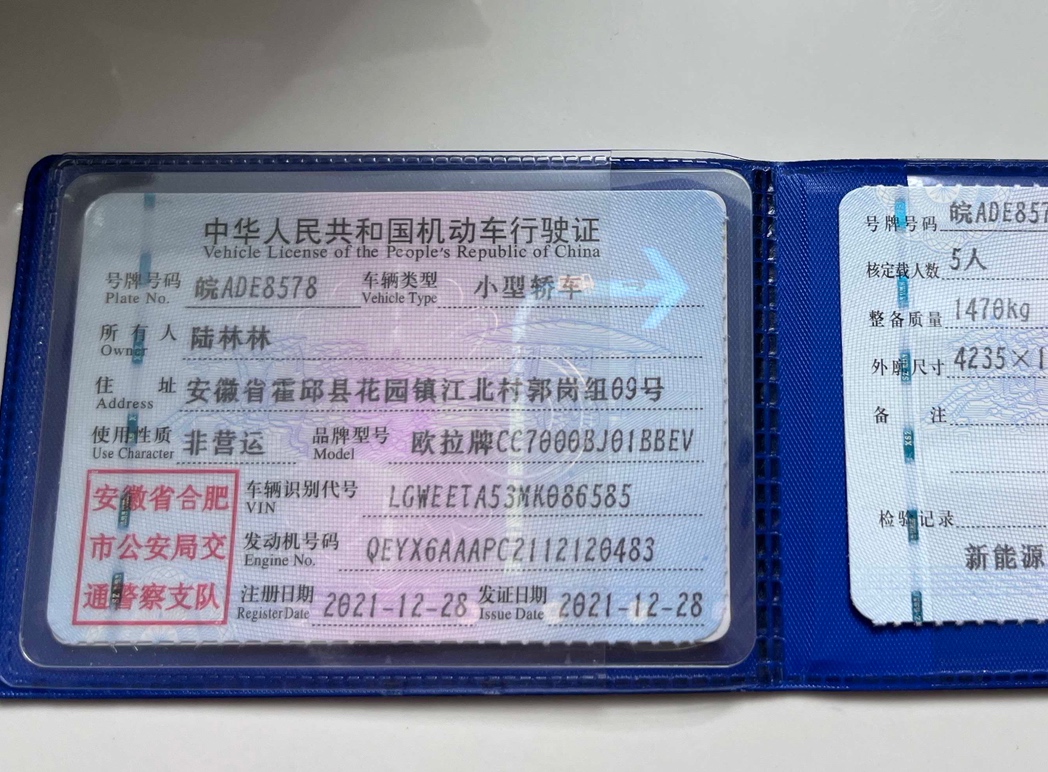 中华人民共和国机动车行驶证
Vehicle License of the People's Republic of China
号牌号码 皖ADE8578 车辆类型 小型轿车
Plate No. Vehicle Type
所有人 陆林林
Owner
住址 安徽省霍邱县花园镇江北村郭岗组09号
Address
使用性质 非营运 品牌型号 欧拉牌CC7000BJ01BBEV
Use Character Model
安徽省合肥
市公安局交
通警察支队
车辆识别代号 LGWEETA53MK086585
VIN
发动机号码 QEYX6AAAPC2112120483
Engine No.
注册日期 2021-12-28 发证日期 2021-12-28
Register Date Issue Date
号牌号码 皖ADE857
核定载人数 5人
整备质量 1470kg
外廓尺寸 4235×1
备注
检验记录
新能源